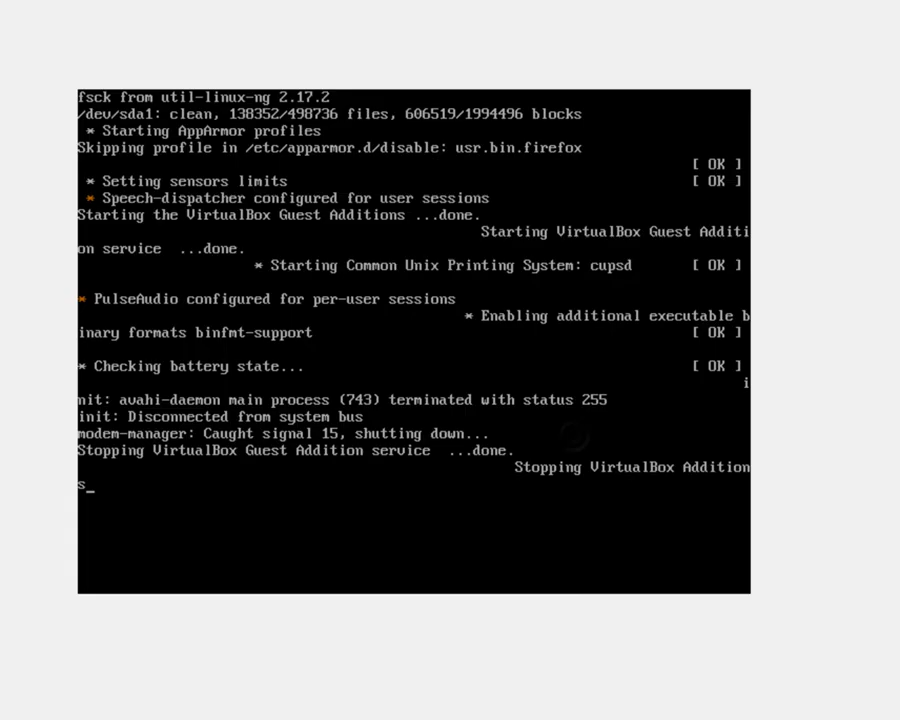 fsck from util-linux-ng 2.17.2
/dev/sda1: clean, 138352/498736 files, 606519/1994496 blocks
 * Starting AppArmor profiles
Skipping profile in /etc/apparmor.d/disable: usr.bin.firefox
[ OK ]
 * Setting sensors limits [ OK ]
 * Speech-dispatcher configured for user sessions
Starting the VirtualBox Guest Additions ...done.
Starting VirtualBox Guest Additi
on service  ...done.
* Starting Common Unix Printing System: cupsd [ OK ]
* PulseAudio configured for per-user sessions
* Enabling additional executable b
inary formats binfmt-support [ OK ]
* Checking battery state... [ OK ]
i
nit: avahi-daemon main process (743) terminated with status 255
init: Disconnected from system bus
modem-manager: Caught signal 15, shutting down...
Stopping VirtualBox Guest Addition service  ...done.
Stopping VirtualBox Addition
s_